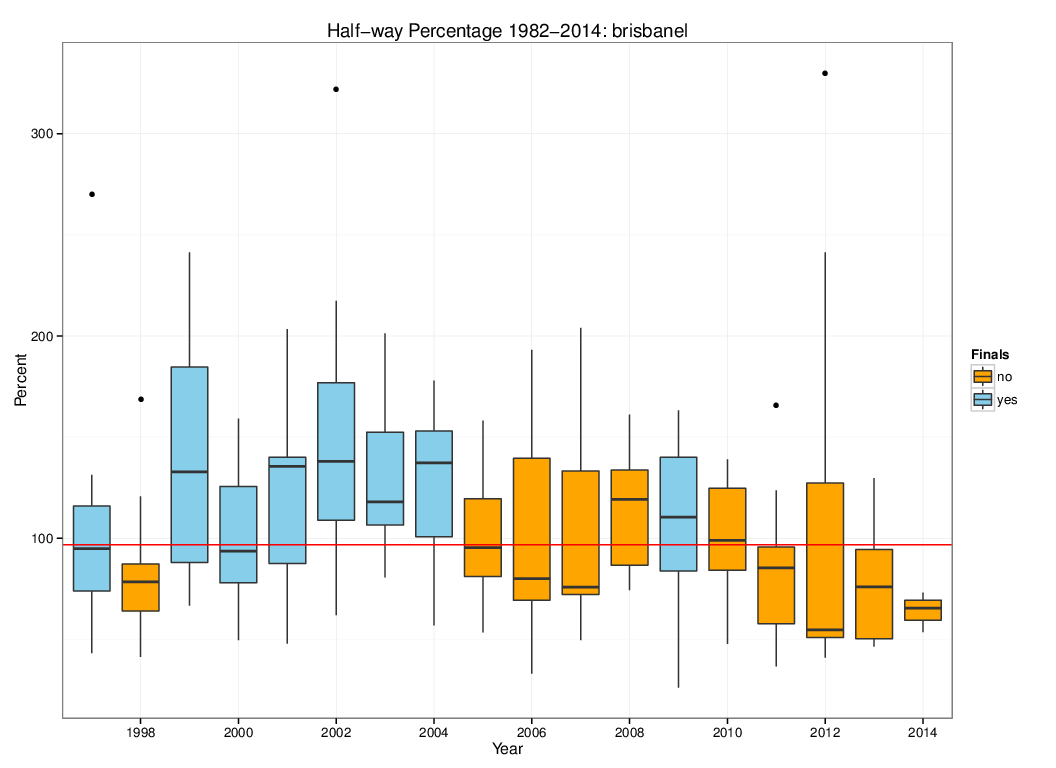 Half−way Percentage 1982−2014: brisbanel
300
200
100
Percent
1998 2000 2002 2004 2006 2008 2010 2012 2014
Year
Finals
no
yes